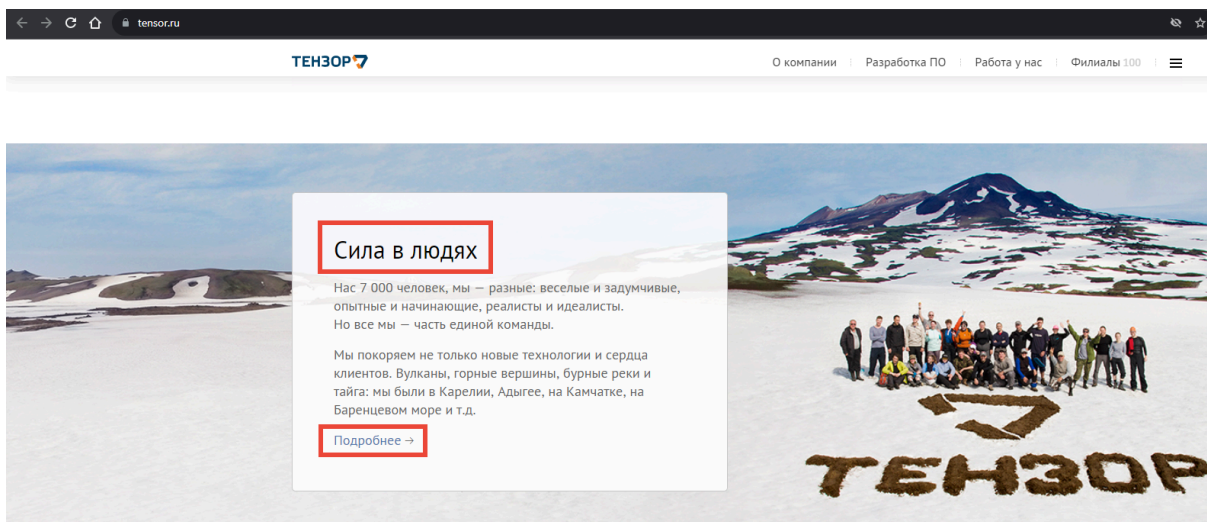 tensor.ru
ТЕНЗОР
О компании Разработка ПО Работа у нас Филиалы 100
Сила в людях
Нас 7 000 человек, мы — разные: веселые и задумчивые,
опытные и начинающие, реалисты и идеалисты.
Но все мы — часть единой команды.
Мы покоряем не только новые технологии и сердца
клиентов. Вулканы, горные вершины, бурные реки и
тайга: мы были в Карелии, Адыгее, на Камчатке, на
Баренцевом море и т.д.
Подробнее →
ТЕНЗОР